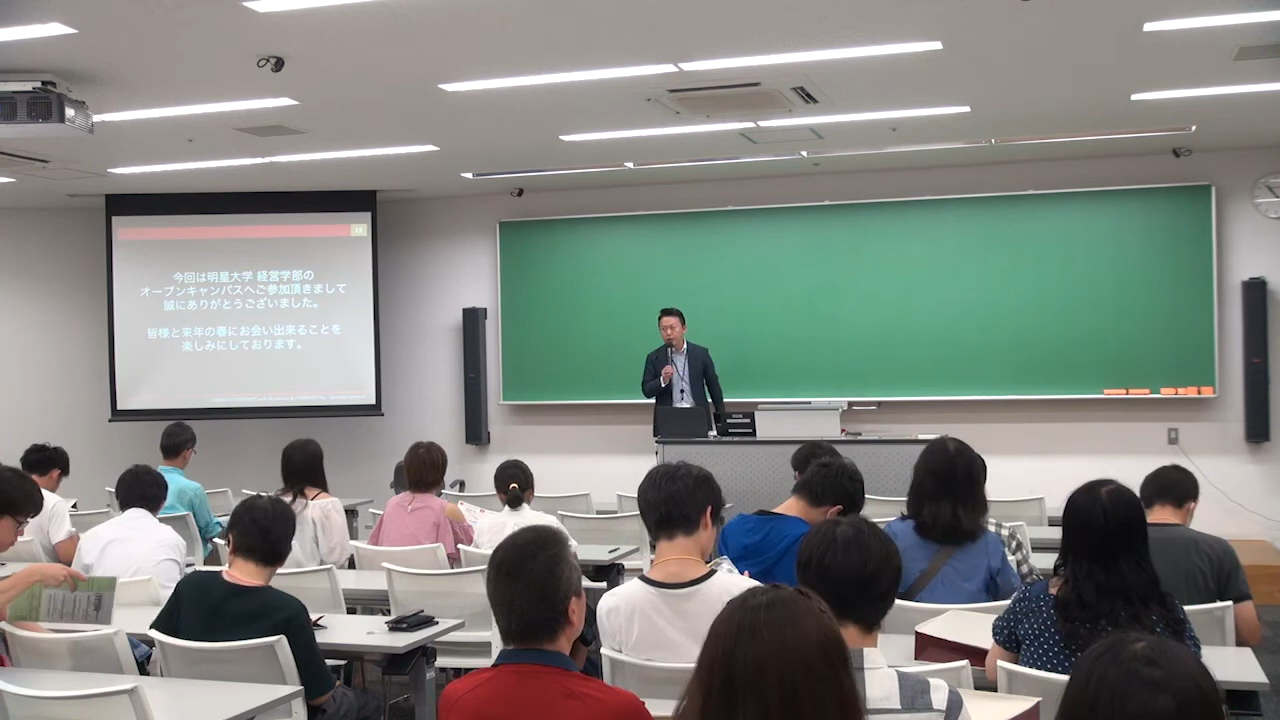 今回は明星大学 経営学部の
オープンキャンパスへご参加頂きまして
誠にありがとうございました。
皆様と来年の春にお会い出来ることを
楽しみにしております。